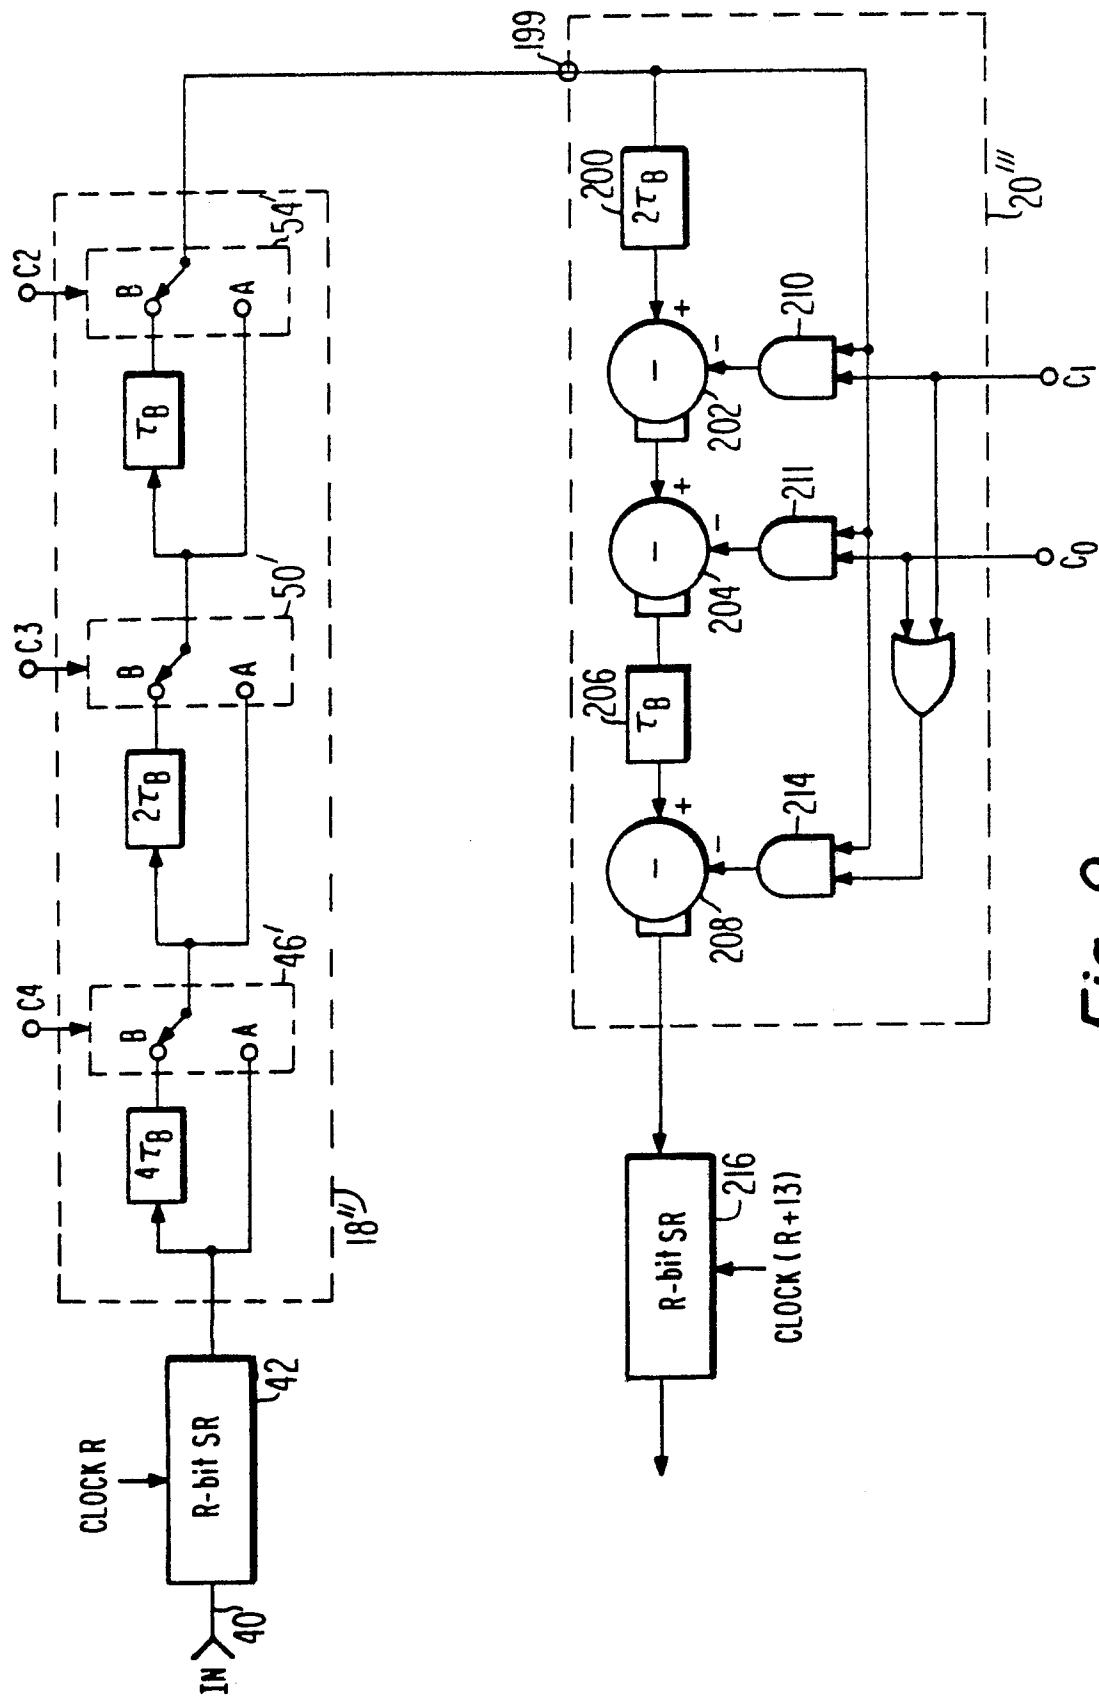 IN
40
CLOCK R
R-bit SR
42
18"
4τB
C4
B
A
46'
2τB
C3
B
A
50'
τB
C2
B
A
54'
199
200
2τB
+
−
−
202
210
+
−
−
204
211
206
τB
+
−
−
208
214
C1
C0
20'''
R-bit SR
216
CLOCK (R+13)